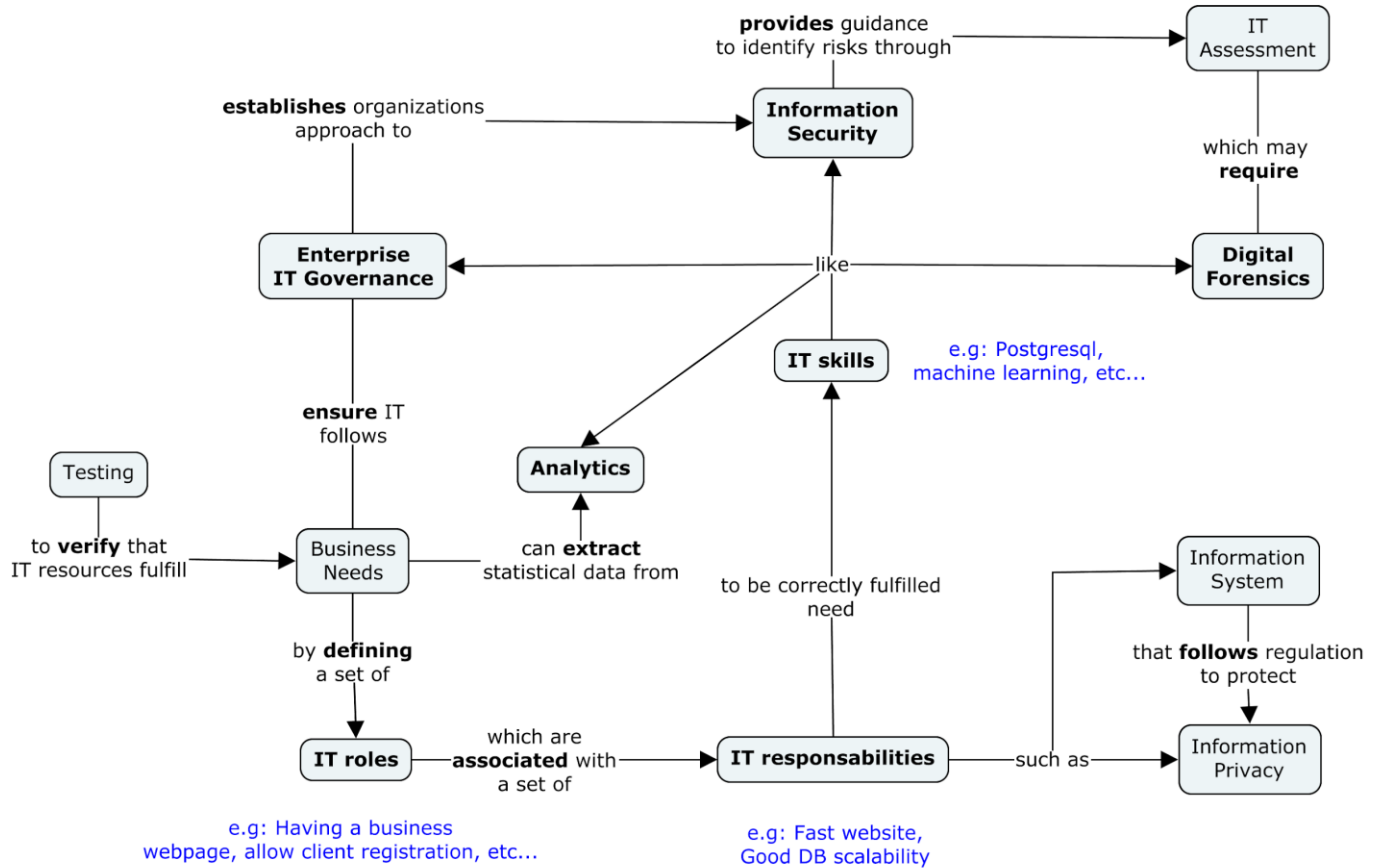 provides guidance
to identify risks through
IT
Assessment
establishes organizations
approach to
Information
Security
which may
require
Enterprise
IT Governance
like
Digital
Forensics
IT skills
e.g: Postgresql,
machine learning, etc...
ensure IT
follows
Testing
Analytics
to verify that
IT resources fulfill
Business
Needs
can extract
statistical data from
to be correctly fulfilled
need
Information
System
by defining
a set of
that follows regulation
to protect
IT roles
which are
associated with
a set of
IT responsabilities
such as
Information
Privacy
e.g: Having a business
webpage, allow client registration, etc...
e.g: Fast website,
Good DB scalability